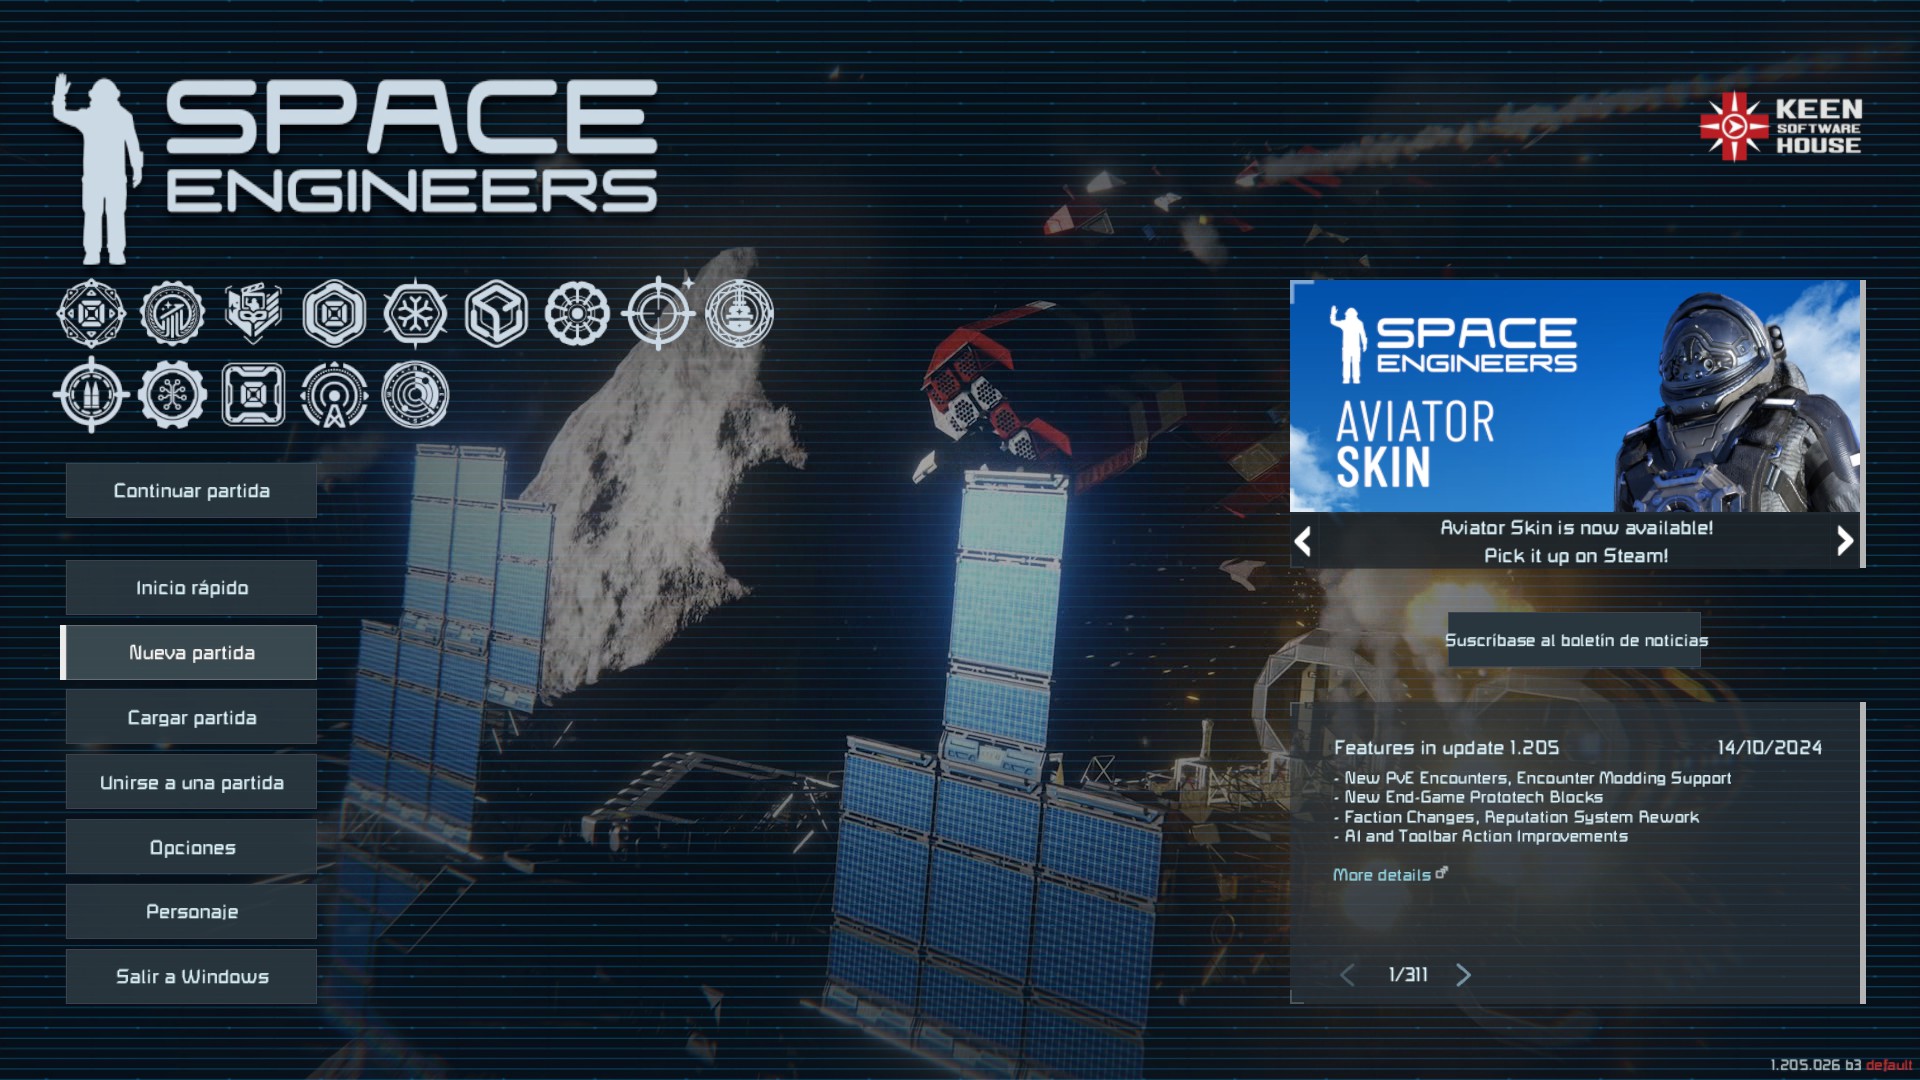 SPACE
ENGINEERS
KEEN
SOFTWARE
HOUSE
Continuar partida
Inicio rápido
Nueva partida
Cargar partida
Unirse a una partida
Opciones
Personaje
Salir a Windows
SPACE
ENGINEERS
AVIATOR
SKIN
Aviator Skin is now available!
Pick it up on Steam!
Suscríbase al boletín de noticias
Features in update 1.205 14/10/2024
- New PvE Encounters, Encounter Modding Support
- New End-Game Prototech Blocks
- Faction Changes, Reputation System Rework
- AI and Toolbar Action Improvements
More details
1/311
1.205.026 b3 default